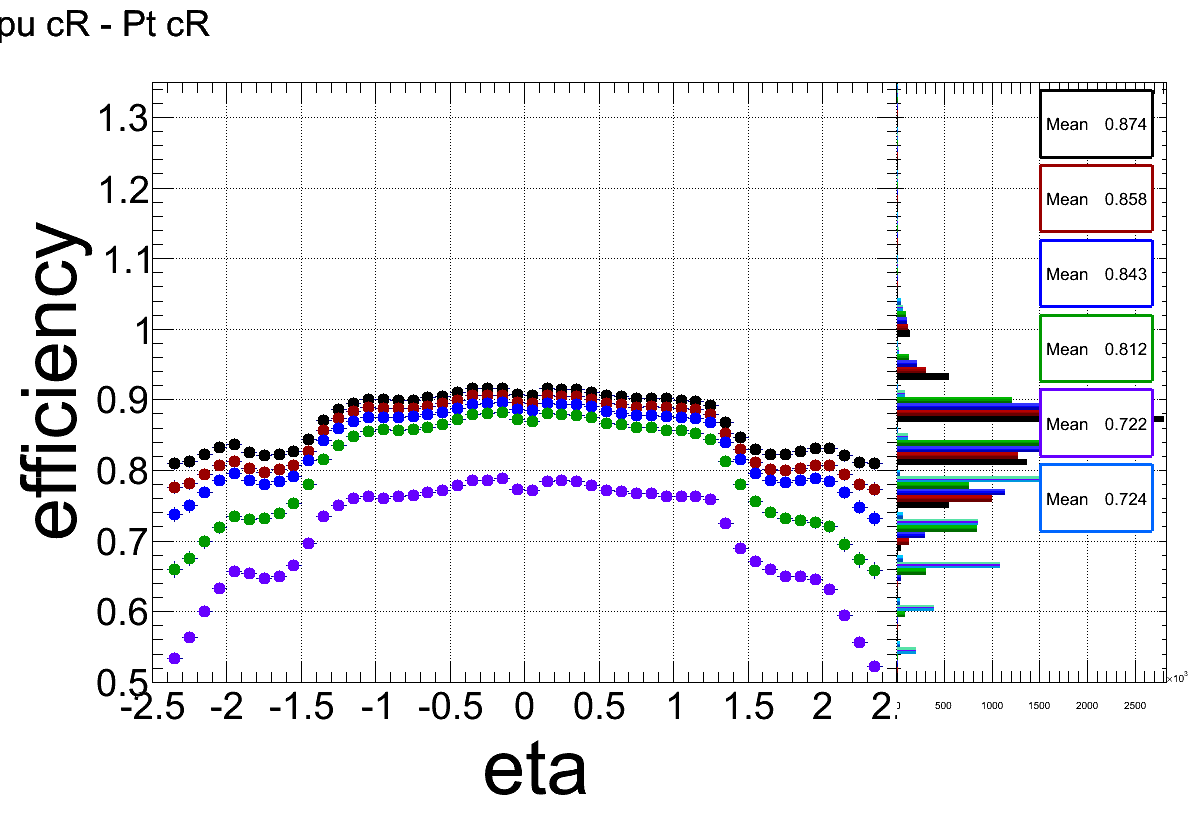 pu cR - Pt cR
efficiency
1.3
1.2
1.1
1
0.9
0.8
0.7
0.6
0.5
-2.5 -2 -1.5 -1 -0.5 0 0.5 1 1.5 2 2.
eta
Mean 0.874
Mean 0.858
Mean 0.843
Mean 0.812
Mean 0.722
Mean 0.724
×10³
0 500 1000 1500 2000 2500